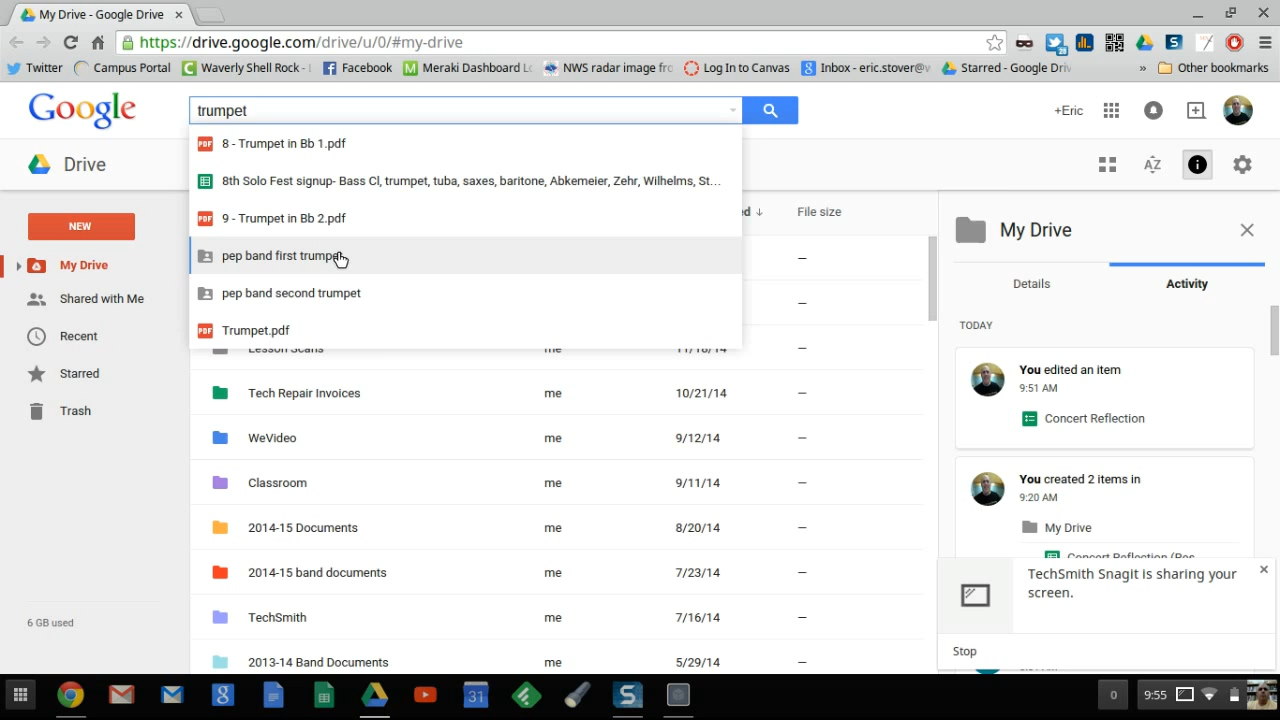 My Drive - Google Drive
https://drive.google.com/drive/u/0/#my-drive
28
Twitter
Campus Portal
Waverly Shell Rock -
Facebook
Meraki Dashboard Lo
NWS radar image fro
Log In to Canvas
Inbox - eric.stover@w
Starred - Google Driv
»
Other bookmarks
Google
trumpet
+Eric
Drive
8 - Trumpet in Bb 1.pdf
8th Solo Fest signup- Bass Cl, trumpet, tuba, saxes, baritone, Abkemeier, Zehr, Wilhelms, St...
9 - Trumpet in Bb 2.pdf
pep band first trumpet
pep band second trumpet
Trumpet.pdf
NEW
My Drive
Shared with Me
Recent
Starred
Trash
6 GB used
ed ↓
File size
–
–
Lesson Scans
me
11/18/14
–
Tech Repair Invoices
me
10/21/14
–
WeVideo
me
9/12/14
–
Classroom
me
9/11/14
–
2014-15 Documents
me
8/20/14
–
2014-15 band documents
me
7/23/14
–
TechSmith
me
7/16/14
–
2013-14 Band Documents
me
5/29/14
–
My Drive
Details
Activity
TODAY
You edited an item
9:51 AM
Concert Reflection
You created 2 items in
9:20 AM
My Drive
Concert Reflection (Res
TechSmith Snagit is sharing your
screen.
Stop
0
9:55